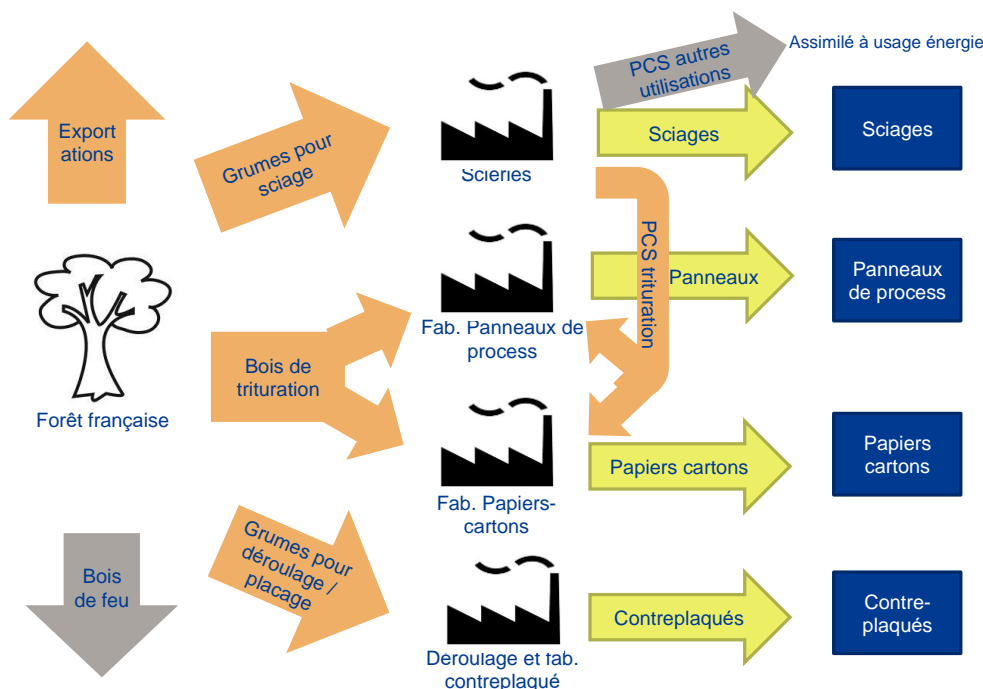 Assimilé à usage énergie
PCS autres
utilisations
Export
ations
Grumes pour
sciage
Scieries
Sciages
Sciages
PCS trituration
Panneaux
Panneaux
de process
Fab. Panneaux de
process
Bois de
trituration
Forêt française
Papiers cartons
Papiers
cartons
Fab. Papiers-
cartons
Grumes pour
déroulage /
placage
Bois
de feu
Contreplaqués
Contre-
plaqués
Déroulage et fab.
contreplaqué